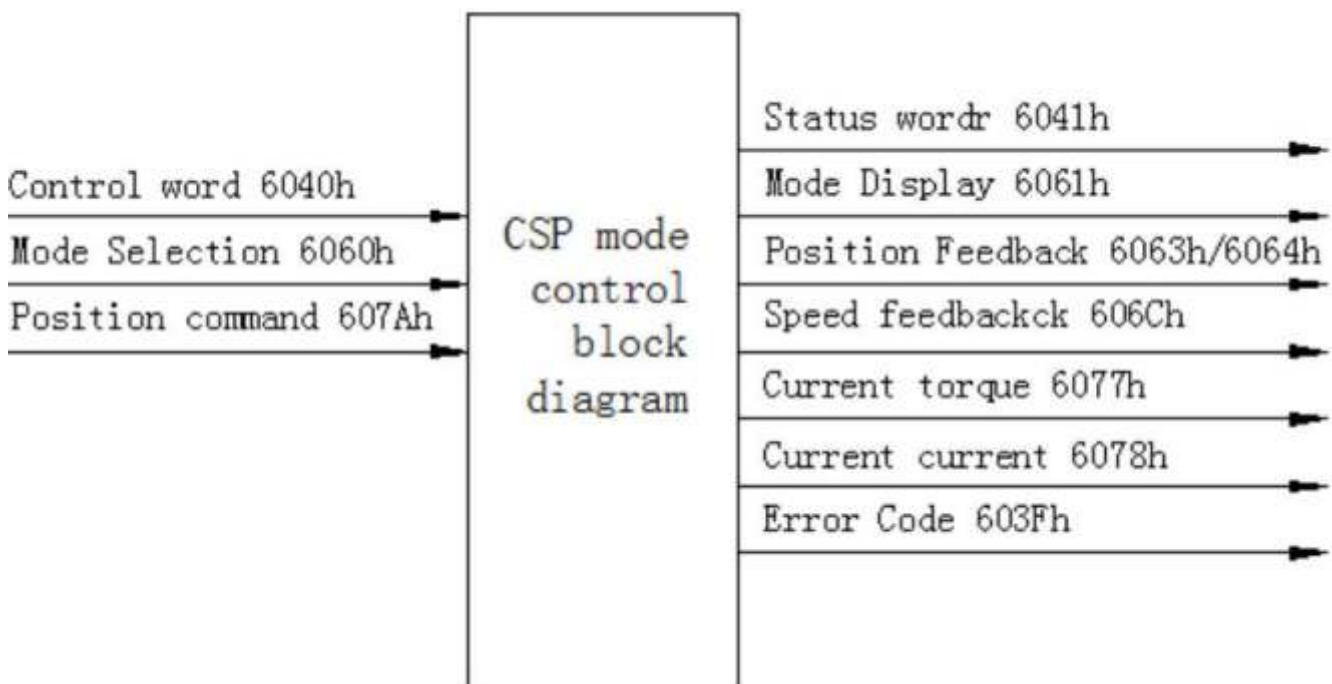 Control word 6040h
Mode Selection 6060h
Position command 607Ah
CSP mode
control
block
diagram
Status wordr 6041h
Mode Display 6061h
Position Feedback 6063h/6064h
Speed feedbackck 606Ch
Current torque 6077h
Current current 6078h
Error Code 603Fh